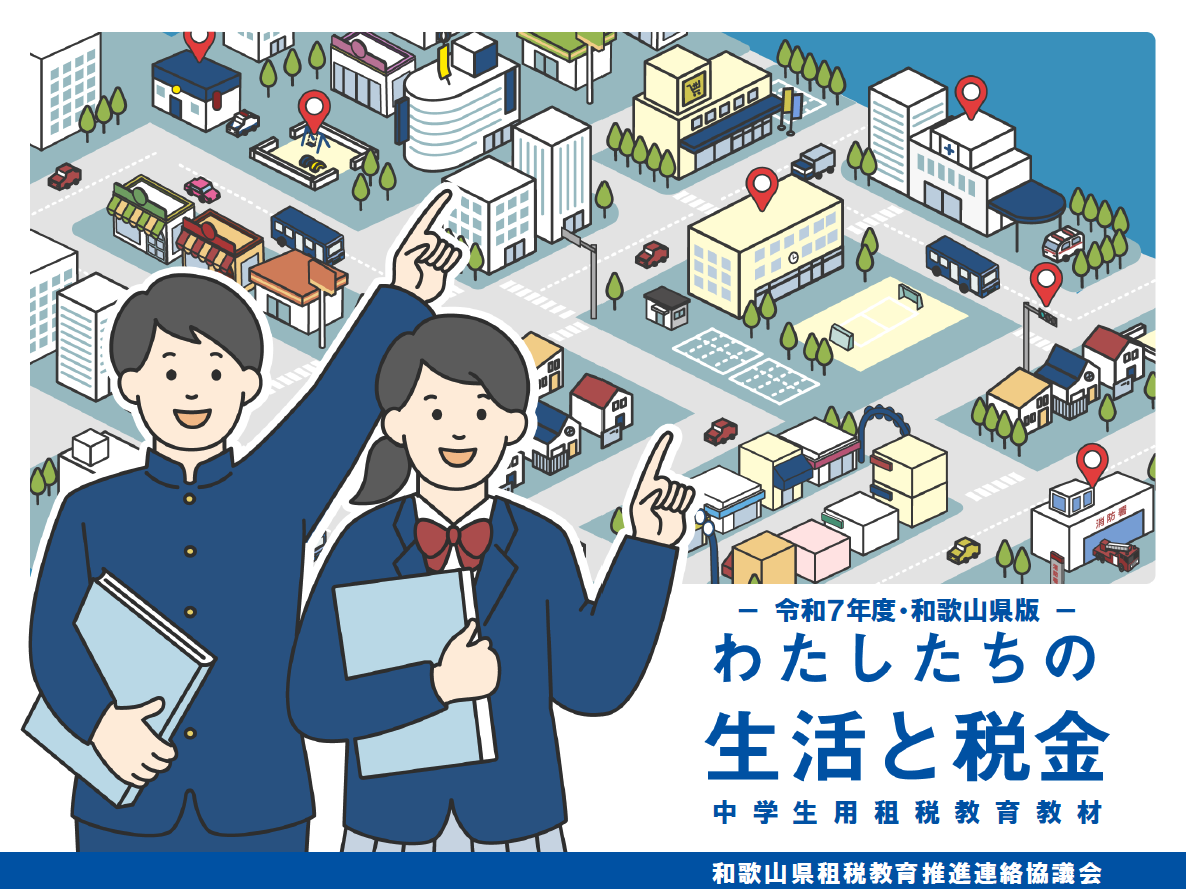 消防署
― 令和7年度・和歌山県版 ―
わたしたちの
生活と税金
中学生用租税教育教材
和歌山県租税教育推進連絡協議会